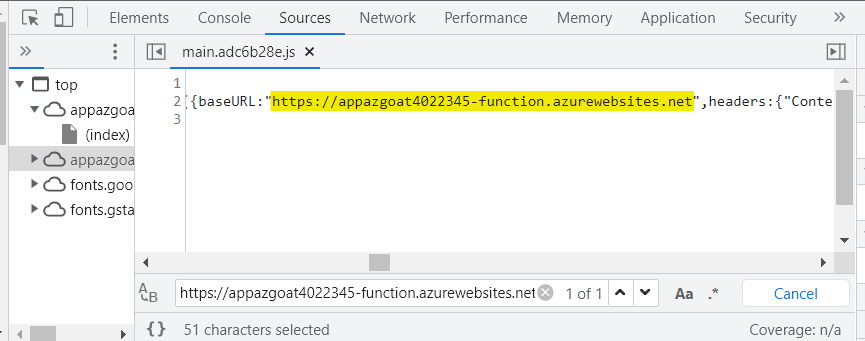 Elements Console Sources Network Performance Memory Application Security »
» main.adc6b28e.js ×
top
appazgoa
(index)
appazgoa
fonts.goo
fonts.gsta
1
2 ({baseURL:"https://appazgoat4022345-function.azurewebsites.net",headers:{"Conte
3
https://appazgoat4022345-function.azurewebsites.net 1 of 1 Aa .* Cancel
{} 51 characters selected Coverage: n/a